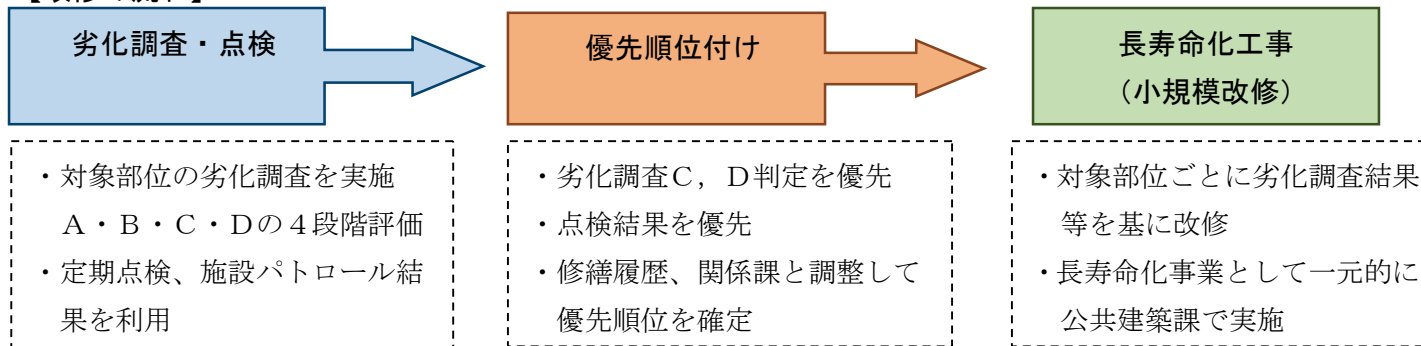 劣化調査・点検
優先順位付け
長寿命化工事
（小規模改修）
・対象部位の劣化調査を実施
A・B・C・Dの4段階評価
・定期点検、施設パトロール結
果を利用
・劣化調査C，D判定を優先
・点検結果を優先
・修繕履歴、関係課と調整して
優先順位を確定
・対象部位ごとに劣化調査結果
等を基に改修
・長寿命化事業として一元的に
公共建築課で実施